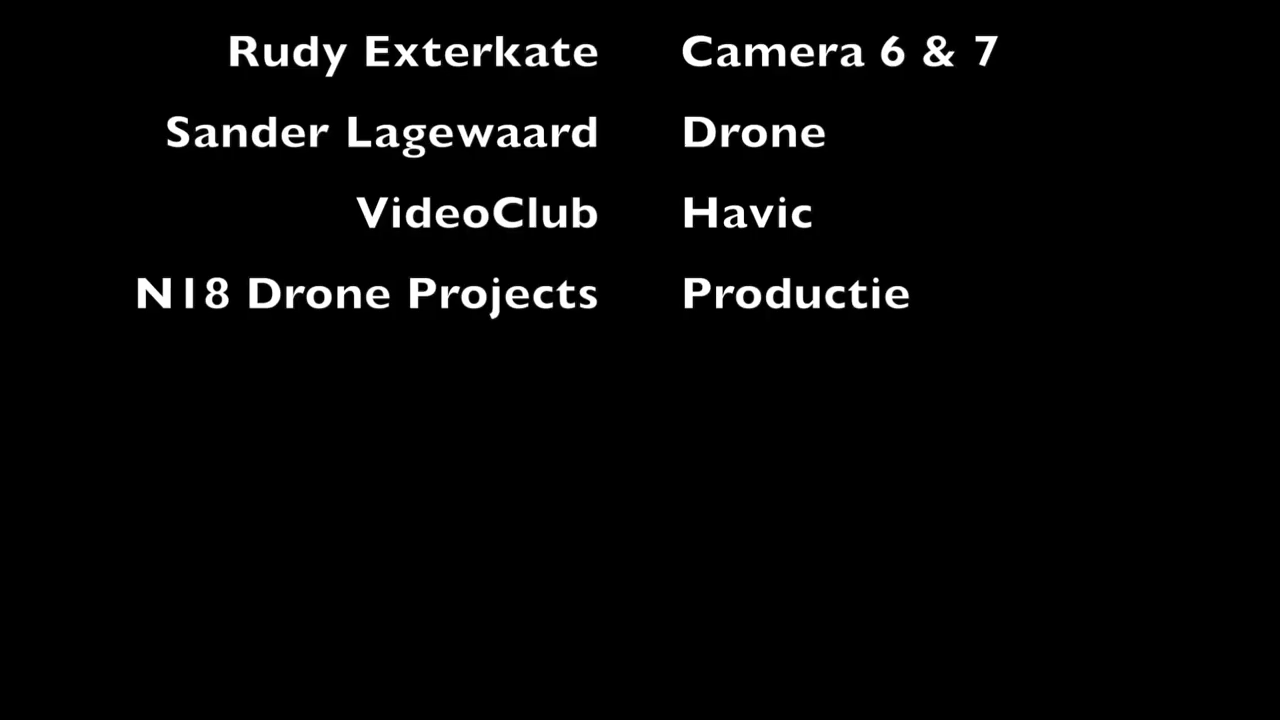 Rudy Exterkate Camera 6 & 7
Sander Lagewaard Drone
VideoClub Havic
N18 Drone Projects Productie